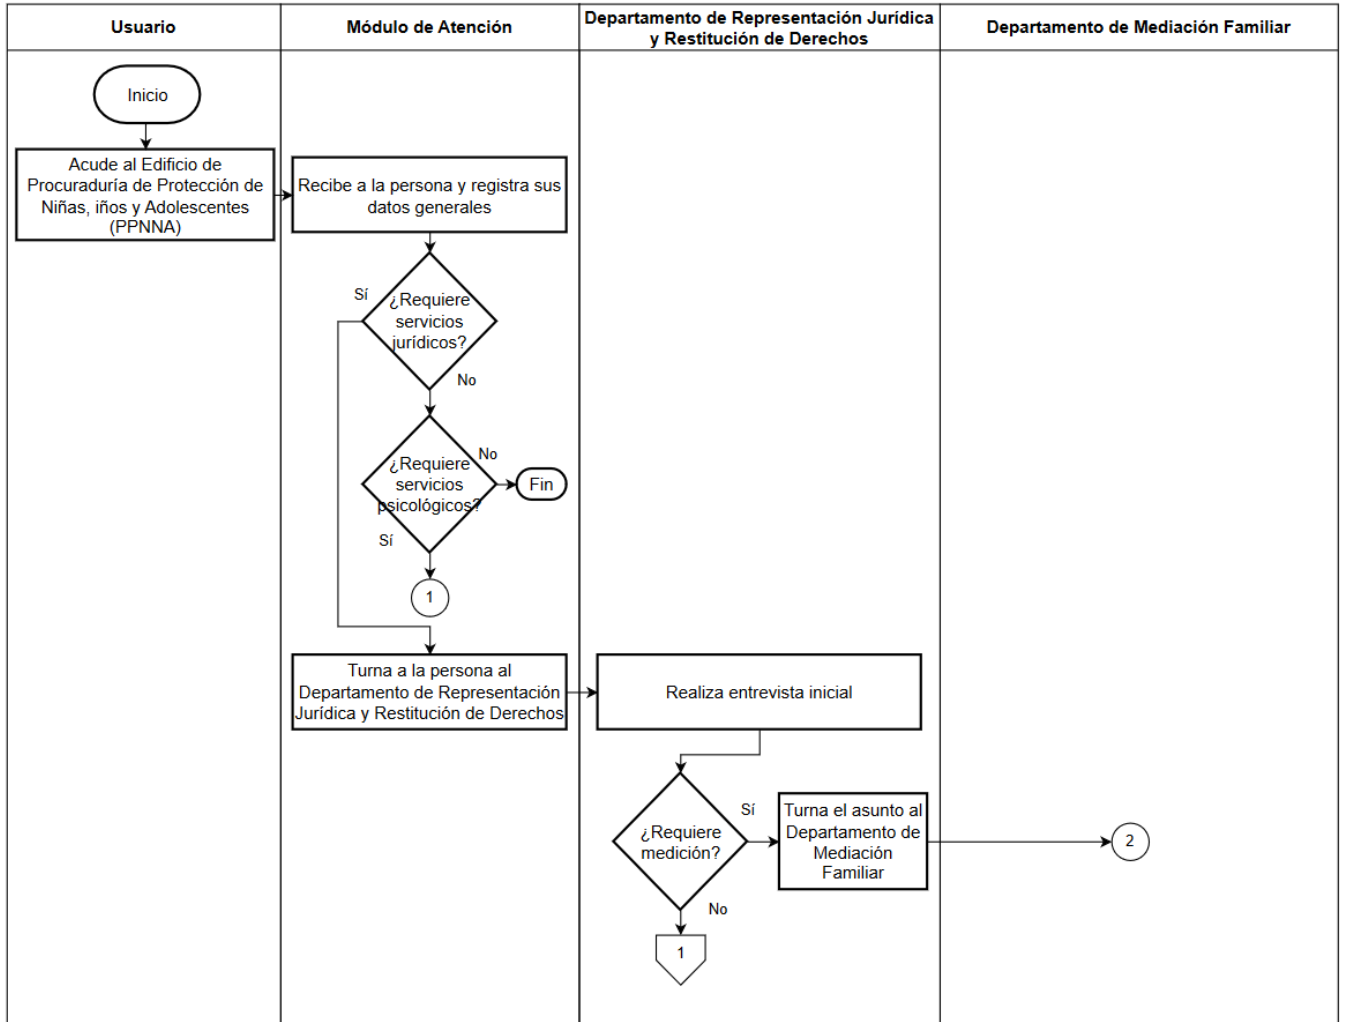 Usuario
Módulo de Atención
Departamento de Representación Jurídica
y Restitución de Derechos
Departamento de Mediación Familiar
Inicio
Acude al Edificio de
Procuraduría de Protección de
Niñas, iños y Adolescentes
(PPNNA)
Recibe a la persona y registra sus
datos generales
¿Requiere
servicios
jurídicos?
Sí
No
¿Requiere
servicios
psicológicos?
No
Fin
Sí
1
Turna a la persona al
Departamento de Representación
Jurídica y Restitución de Derechos
Realiza entrevista inicial
¿Requiere
medición?
Sí
Turna el asunto al
Departamento de
Mediación
Familiar
2
No
1